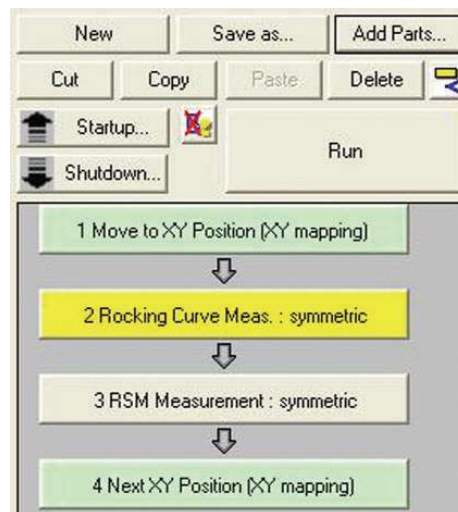 New Save as... Add Parts...
Cut Copy Paste Delete
Startup...
Run
Shutdown...
1 Move to XY Position (XY mapping)
2 Rocking Curve Meas. : symmetric
3 RSM Measurement : symmetric
4 Next XY Position (XY mapping)